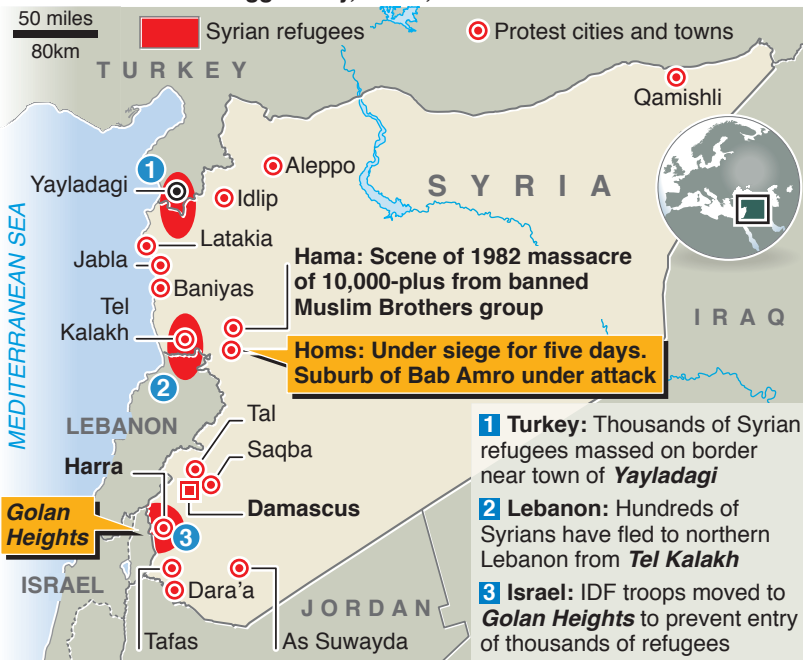 50 miles
80km
Syrian refugees
Protest cities and towns
TURKEY
Qamishli
1
Yayladagi
Aleppo
Idlip
SYRIA
MEDITERRANEAN SEA
Latakia
Jabla
Baniyas
Tel
Kalakh
Hama: Scene of 1982 massacre
of 10,000-plus from banned
Muslim Brothers group
IRAQ
Homs: Under siege for five days.
Suburb of Bab Amro under attack
2
LEBANON
Tal
Saqba
Harra
Damascus
Golan
Heights
3
ISRAEL
Dara'a
JORDAN
Tafas
As Suwayda
1 Turkey: Thousands of Syrian
refugees massed on border
near town of Yayladagi
2 Lebanon: Hundreds of
Syrians have fled to northern
Lebanon from Tel Kalakh
3 Israel: IDF troops moved to
Golan Heights to prevent entry
of thousands of refugees